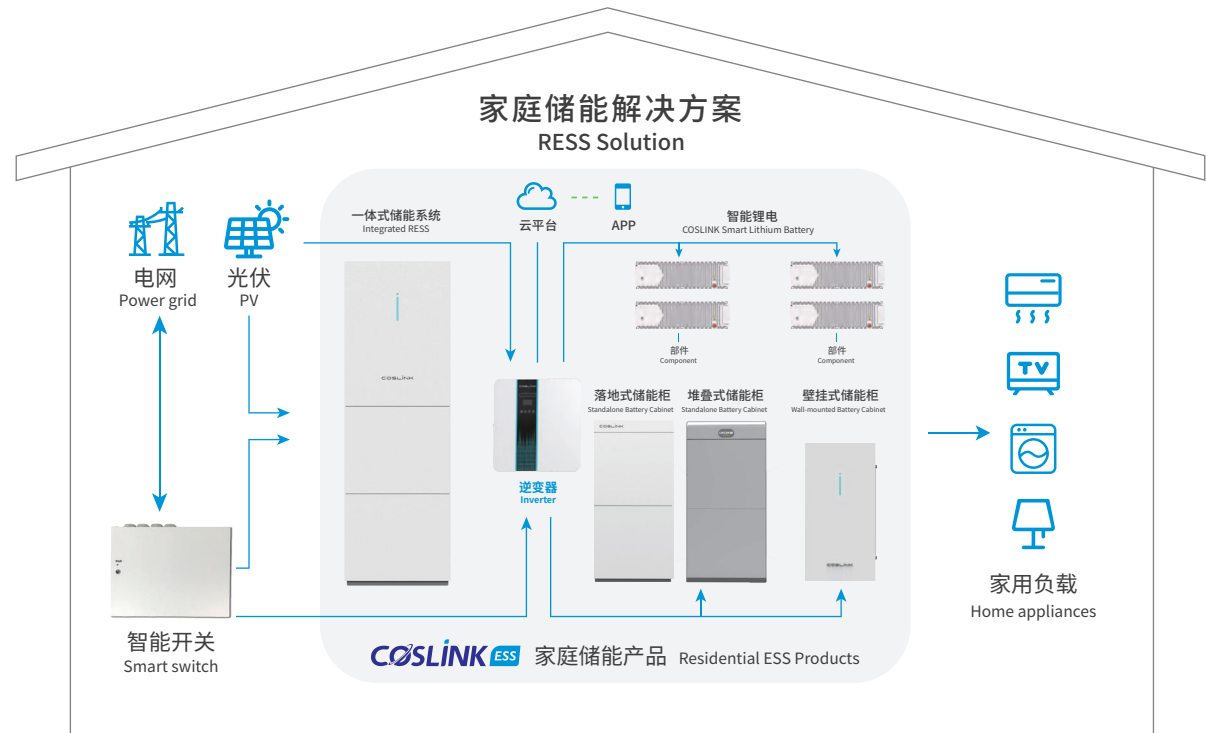 家庭储能解决方案
RESS Solution
电网
Power grid
光伏
PV
一体式储能系统
Integrated RESS
云平台
APP
智能锂电
COSLINK Smart Lithium Battery
部件
Component
部件
Component
COSLINK
落地式储能柜
Standalone Battery Cabinet
堆叠式储能柜
Standalone Battery Cabinet
壁挂式储能柜
Wall-mounted Battery Cabinet
COSLINK
COSLINK
逆变器
Inverter
TV
智能开关
Smart switch
家用负载
Home appliances
COSLINK ESS 家庭储能产品 Residential ESS Products